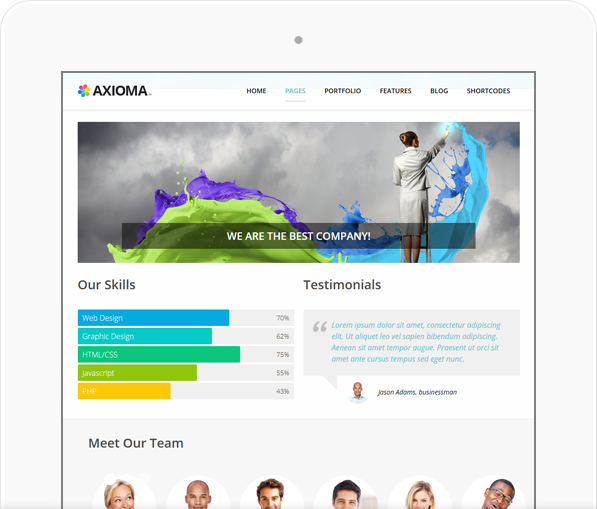 AXIOMA.
HOME PAGES PORTFOLIO FEATURES BLOG SHORTCODES
WE ARE THE BEST COMPANY!
Our Skills
Web Design 70%
Graphic Design 62%
HTML/CSS 75%
Javascript 55%
PHP 43%
Testimonials
“ Lorem ipsum dolor sit amet, consectetur adipiscing
elit. Ut aliquet leo vel sapien bibendum adipiscing.
Aenean sit amet tempor augue. Praesent ut orci sit
amet ante cursus tempus sed eget nunc.
Jason Adams, businessman
Meet Our Team